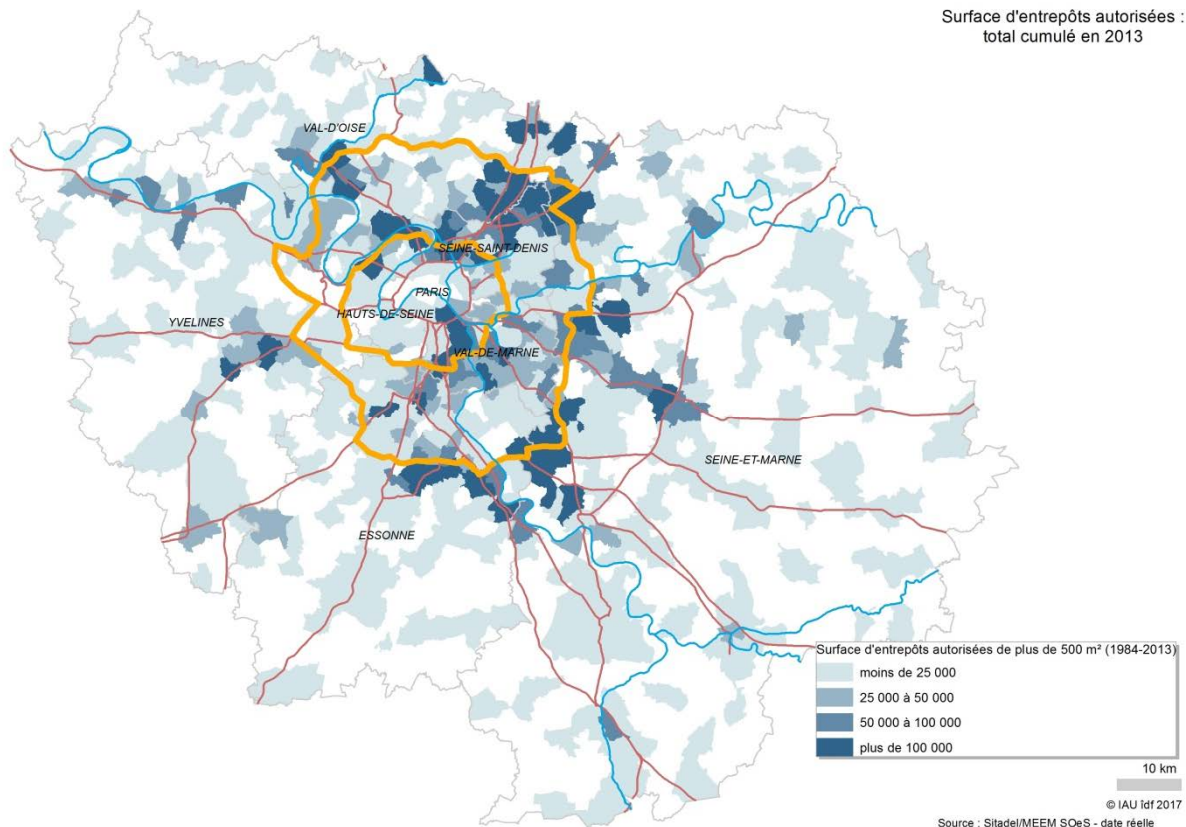 Surface d'entrepôts autorisées :
total cumulé en 2013
VAL-D'OISE
SEINE-SAINT-DENIS
PARIS
HAUTS-DE-SEINE
YVELINES
VAL-DE-MARNE
SEINE-ET-MARNE
ESSONNE
Surface d'entrepôts autorisées de plus de 500 m² (1984-2013)
moins de 25 000
25 000 à 50 000
50 000 à 100 000
plus de 100 000
10 km
© IAU îdf 2017
Source : Sitadel/MEEM SOeS - date réelle